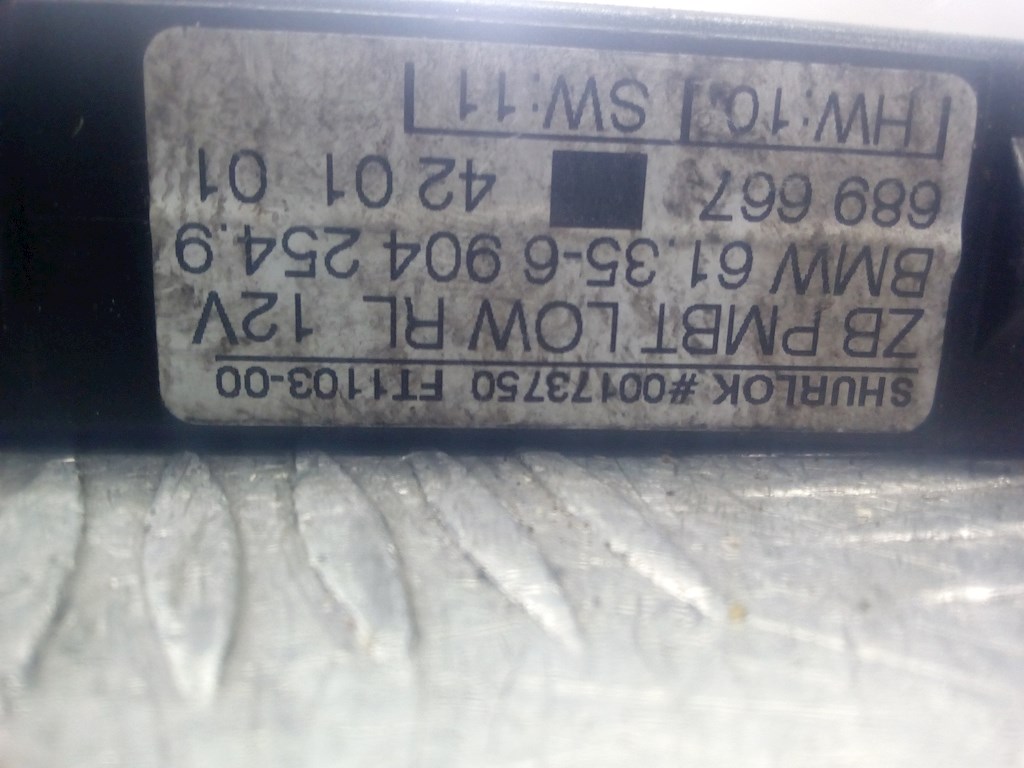 SHURLOK #00173750 FT1103-00
ZB PMBT LOW RL 12V
BMW 61.35-6 904 254.9
689 667 42 01 01
HW:10 SW:11